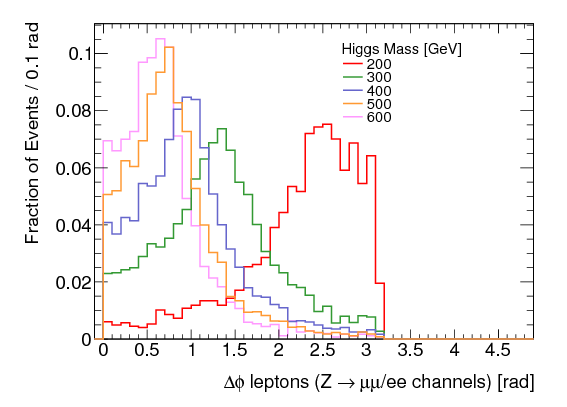 Fraction of Events / 0.1 rad
0.1
0.08
0.06
0.04
0.02
0
Higgs Mass [GeV]
200
300
400
500
600
0 0.5 1 1.5 2 2.5 3 3.5 4 4.5
Δϕ leptons (Z → μμ/ee channels) [rad]